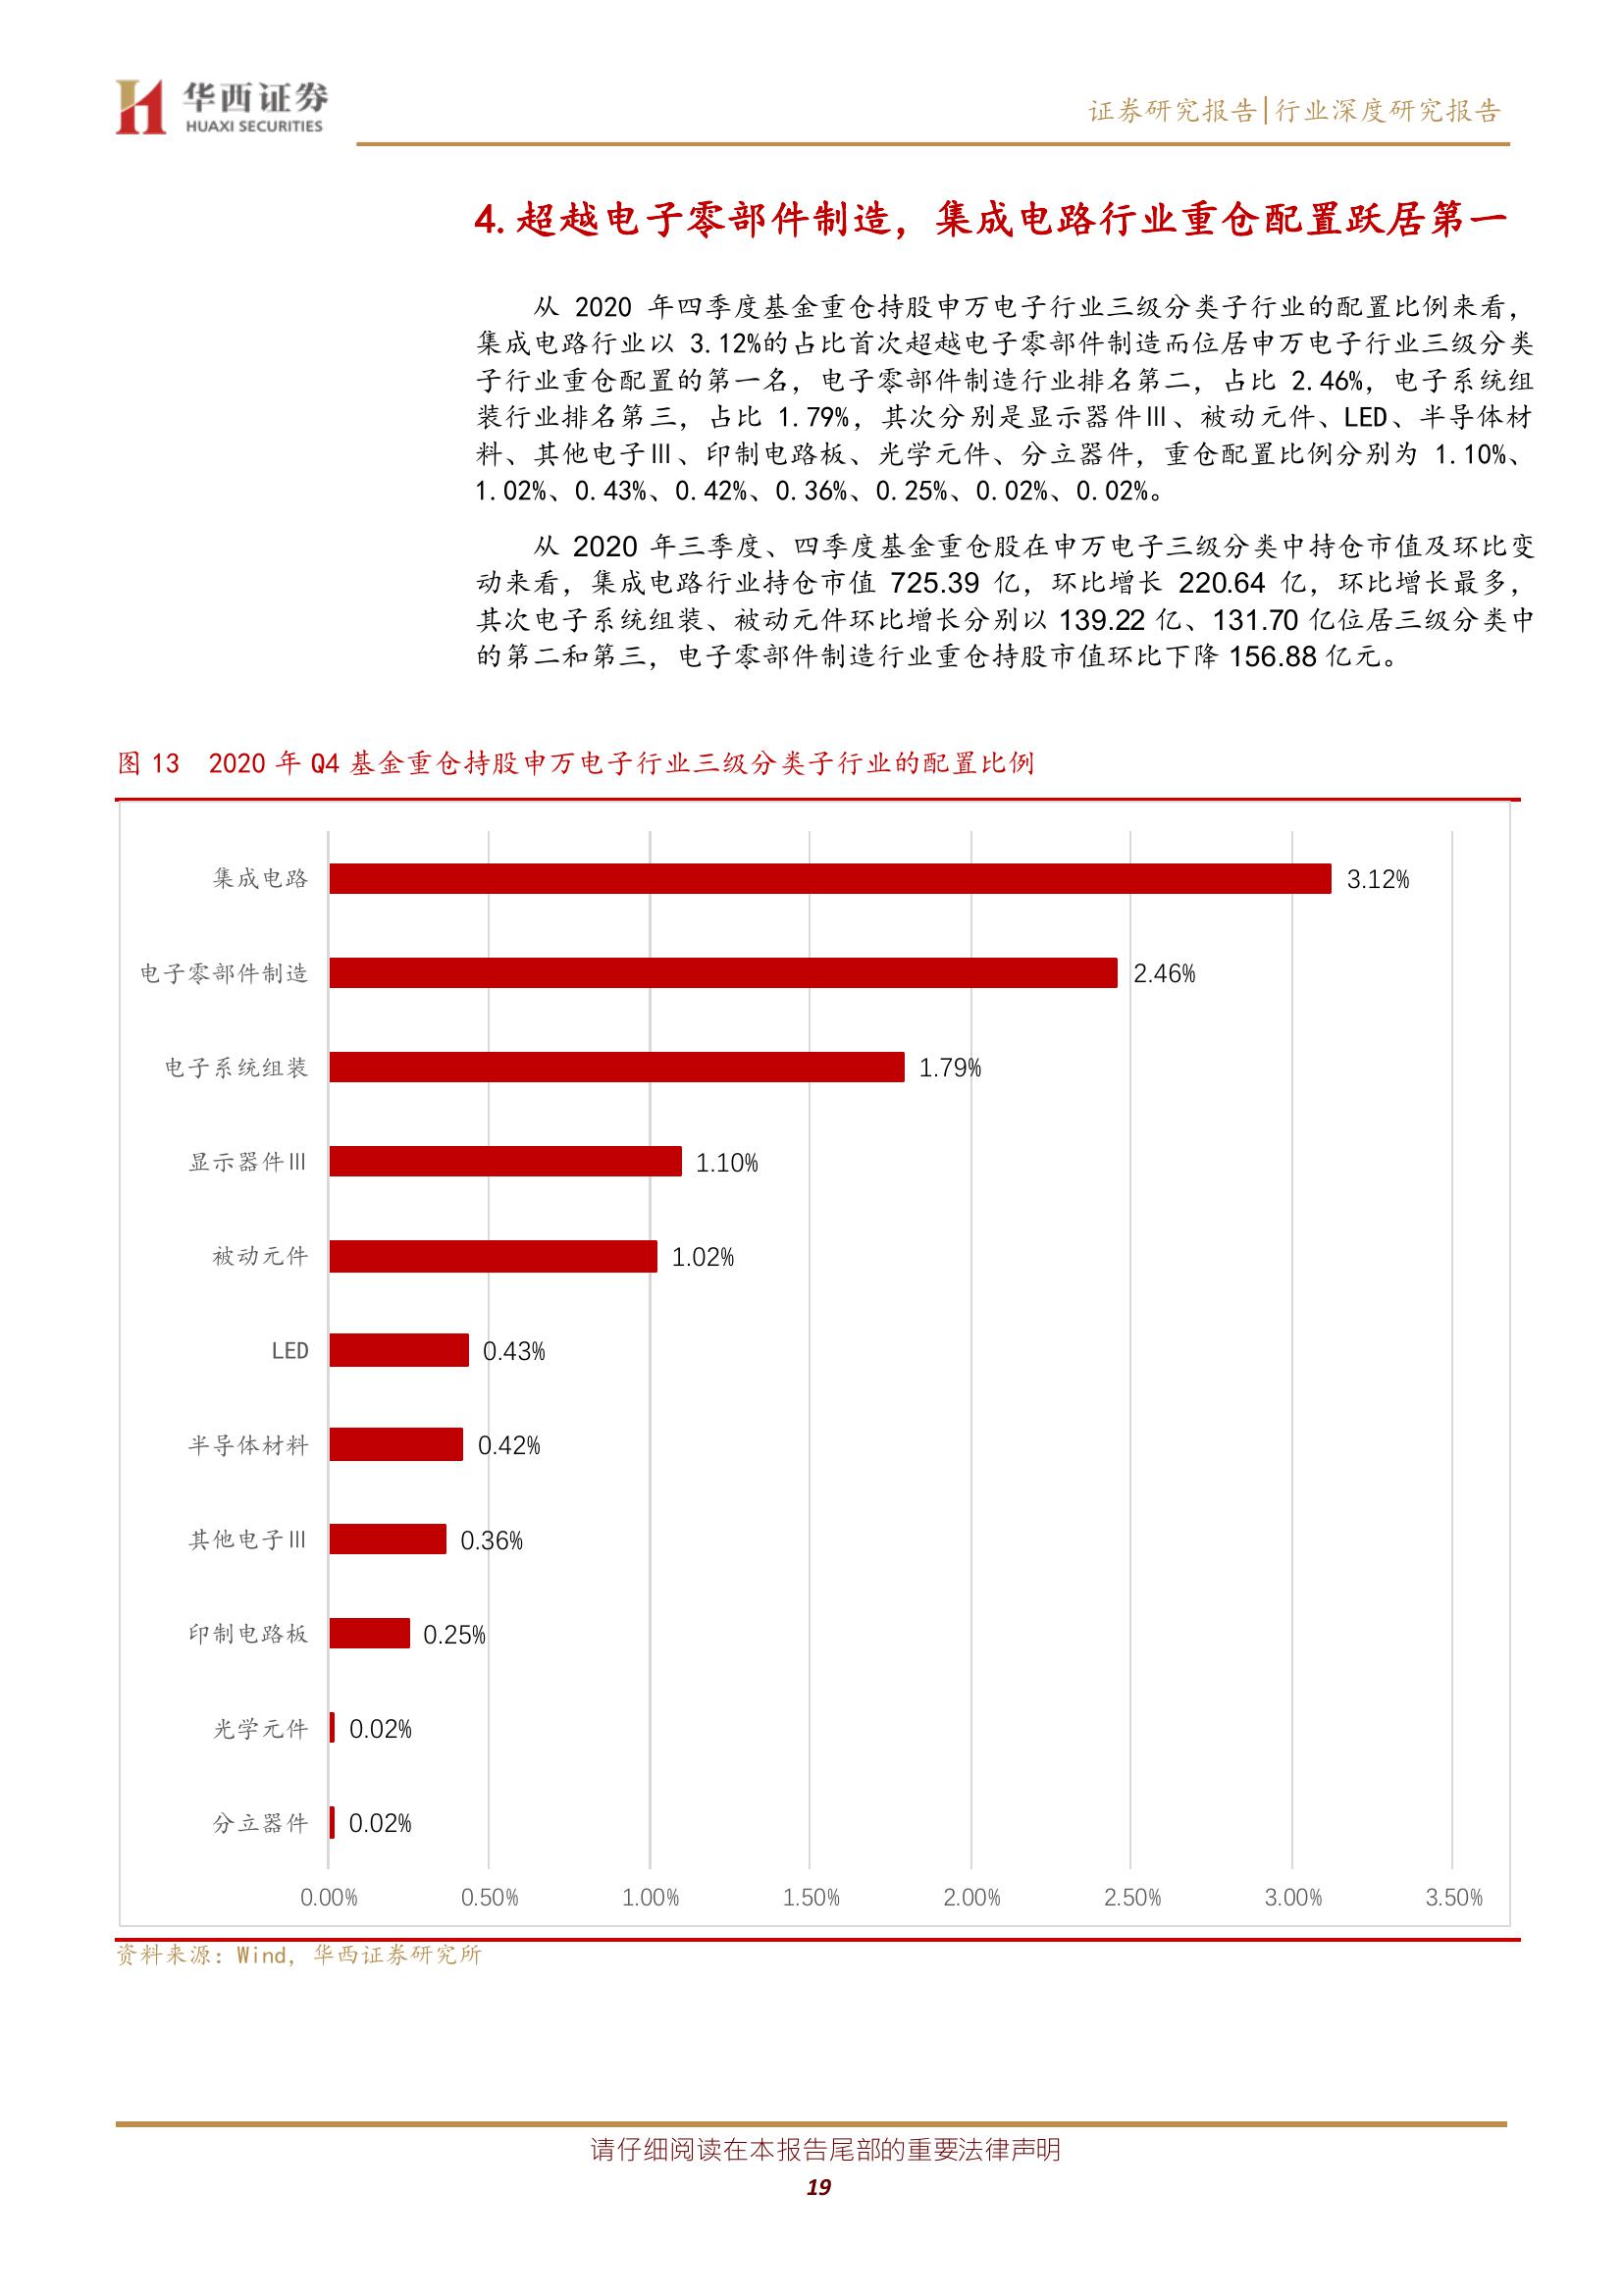 华西证券
HUAXI SECURITIES
证券研究报告|行业深度研究报告
4. 超越电子零部件制造，集成电路行业重仓配置跃居第一
从 2020 年四季度基金重仓持股申万电子行业三级分类子行业的配置比例来看，
集成电路行业以 3.12%的占比首次超越电子零部件制造而位居申万电子行业三级分类
子行业重仓配置的第一名，电子零部件制造行业排名第二，占比 2.46%，电子系统组
装行业排名第三，占比 1.79%，其次分别是显示器件Ⅲ、被动元件、LED、半导体材
料、其他电子Ⅲ、印制电路板、光学元件、分立器件，重仓配置比例分别为 1.10%、
1.02%、0.43%、0.42%、0.36%、0.25%、0.02%、0.02%。
从 2020 年三季度、四季度基金重仓股在申万电子三级分类中持仓市值及环比变
动来看，集成电路行业持仓市值 725.39 亿，环比增长 220.64 亿，环比增长最多，
其次电子系统组装、被动元件环比增长分别以 139.22 亿、131.70 亿位居三级分类中
的第二和第三，电子零部件制造行业重仓持股市值环比下降 156.88 亿元。
图 13 2020 年 Q4 基金重仓持股申万电子行业三级分类子行业的配置比例
集成电路 3.12%
电子零部件制造 2.46%
电子系统组装 1.79%
显示器件Ⅲ 1.10%
被动元件 1.02%
LED 0.43%
半导体材料 0.42%
其他电子Ⅲ 0.36%
印制电路板 0.25%
光学元件 0.02%
分立器件 0.02%
0.00% 0.50% 1.00% 1.50% 2.00% 2.50% 3.00% 3.50%
资料来源：Wind，华西证券研究所
请仔细阅读在本报告尾部的重要法律声明
19